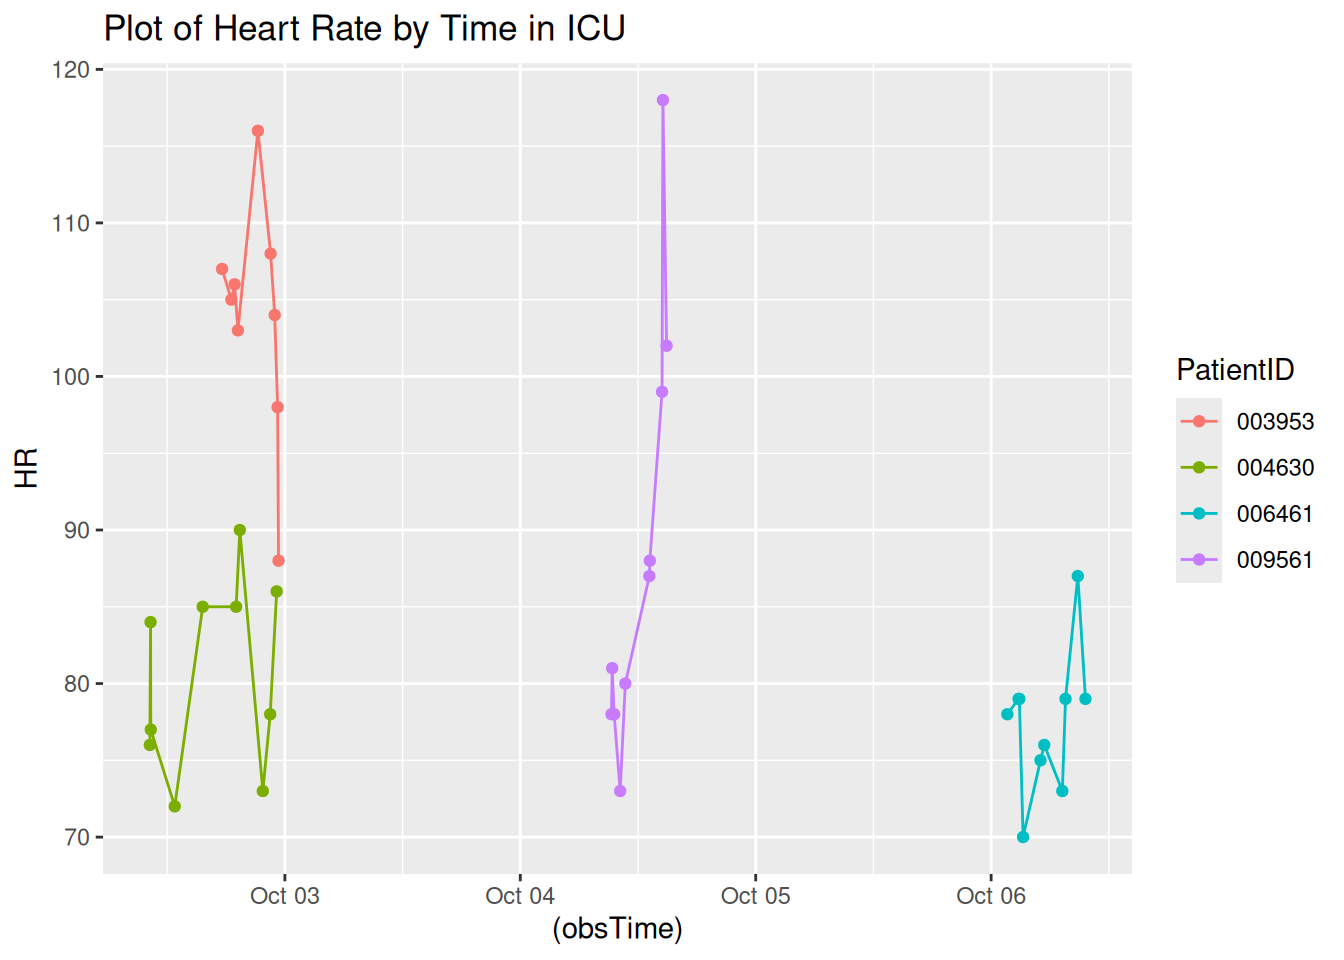 Plot of Heart Rate by Time in ICU
120
110
100
90
80
70
HR
Oct 03 Oct 04 Oct 05 Oct 06
(obsTime)
PatientID
003953
004630
006461
009561